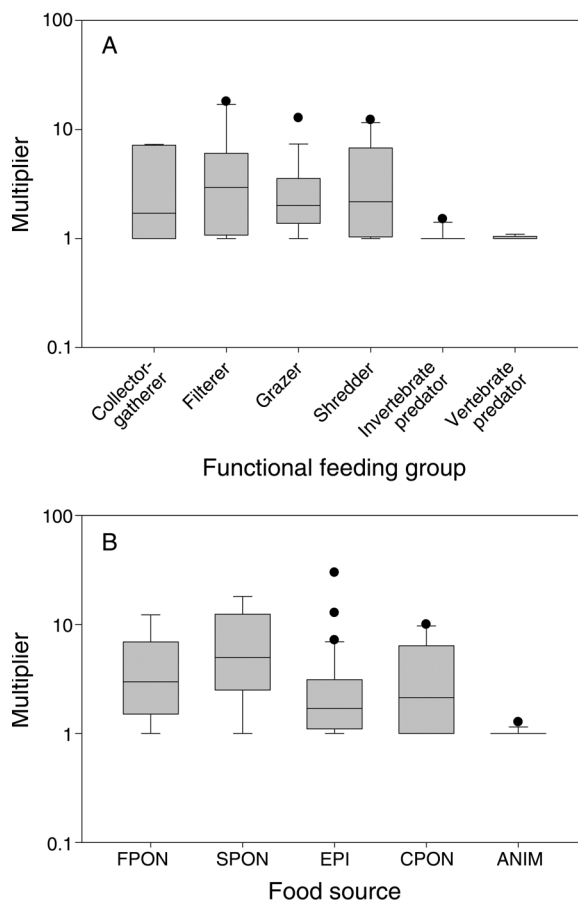 100
A
10
Multiplier
1
0.1
Collector-
gatherer
Filterer
Grazer
Shredder
Invertebrate
predator
Vertebrate
predator
Functional feeding group
100
B
10
Multiplier
1
0.1
FPON SPON EPI CPON ANIM
Food source